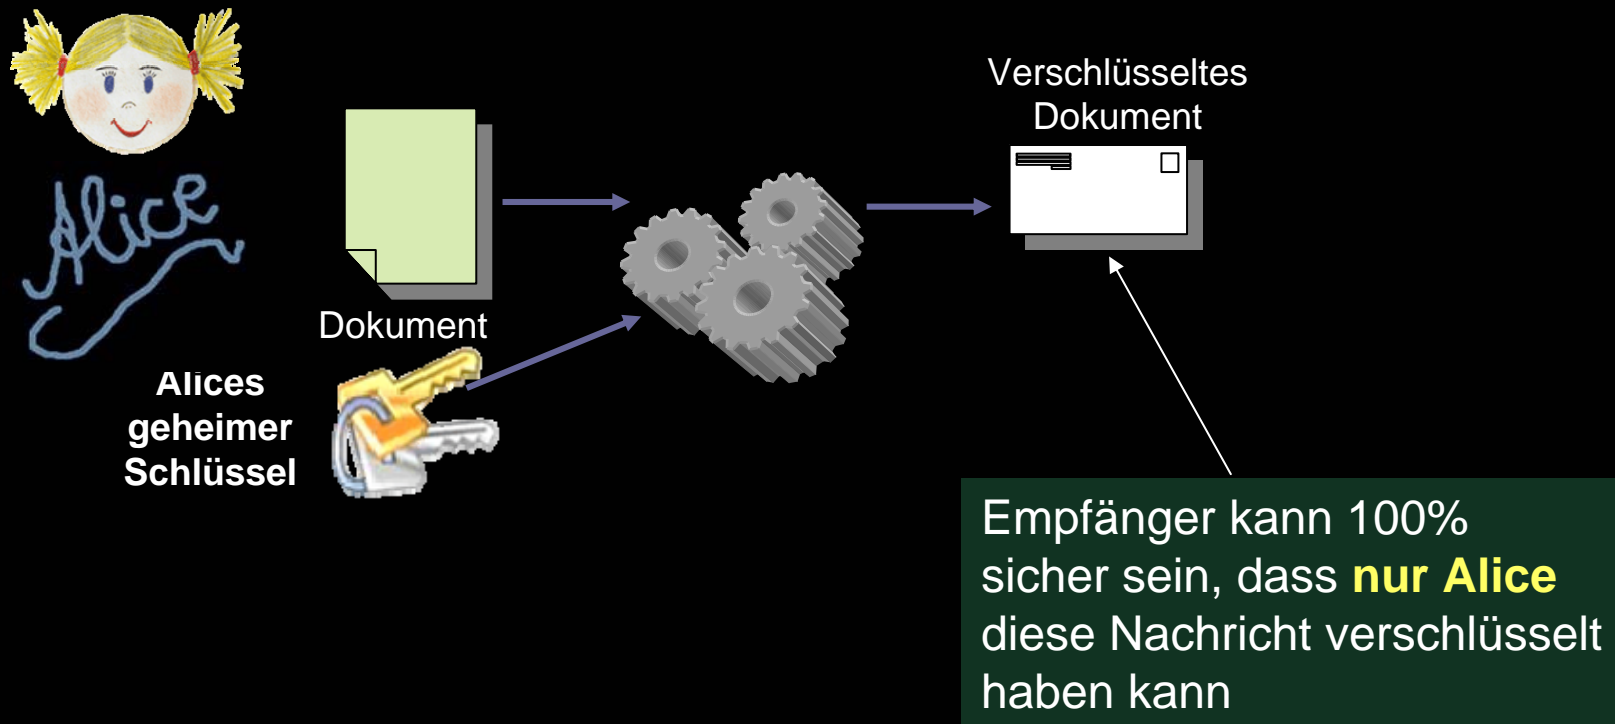 Alice
Verschlüsseltes
Dokument
Dokument
Alices
geheimer
Schlüssel
Empfänger kann 100%
sicher sein, dass nur Alice
diese Nachricht verschlüsselt
haben kann